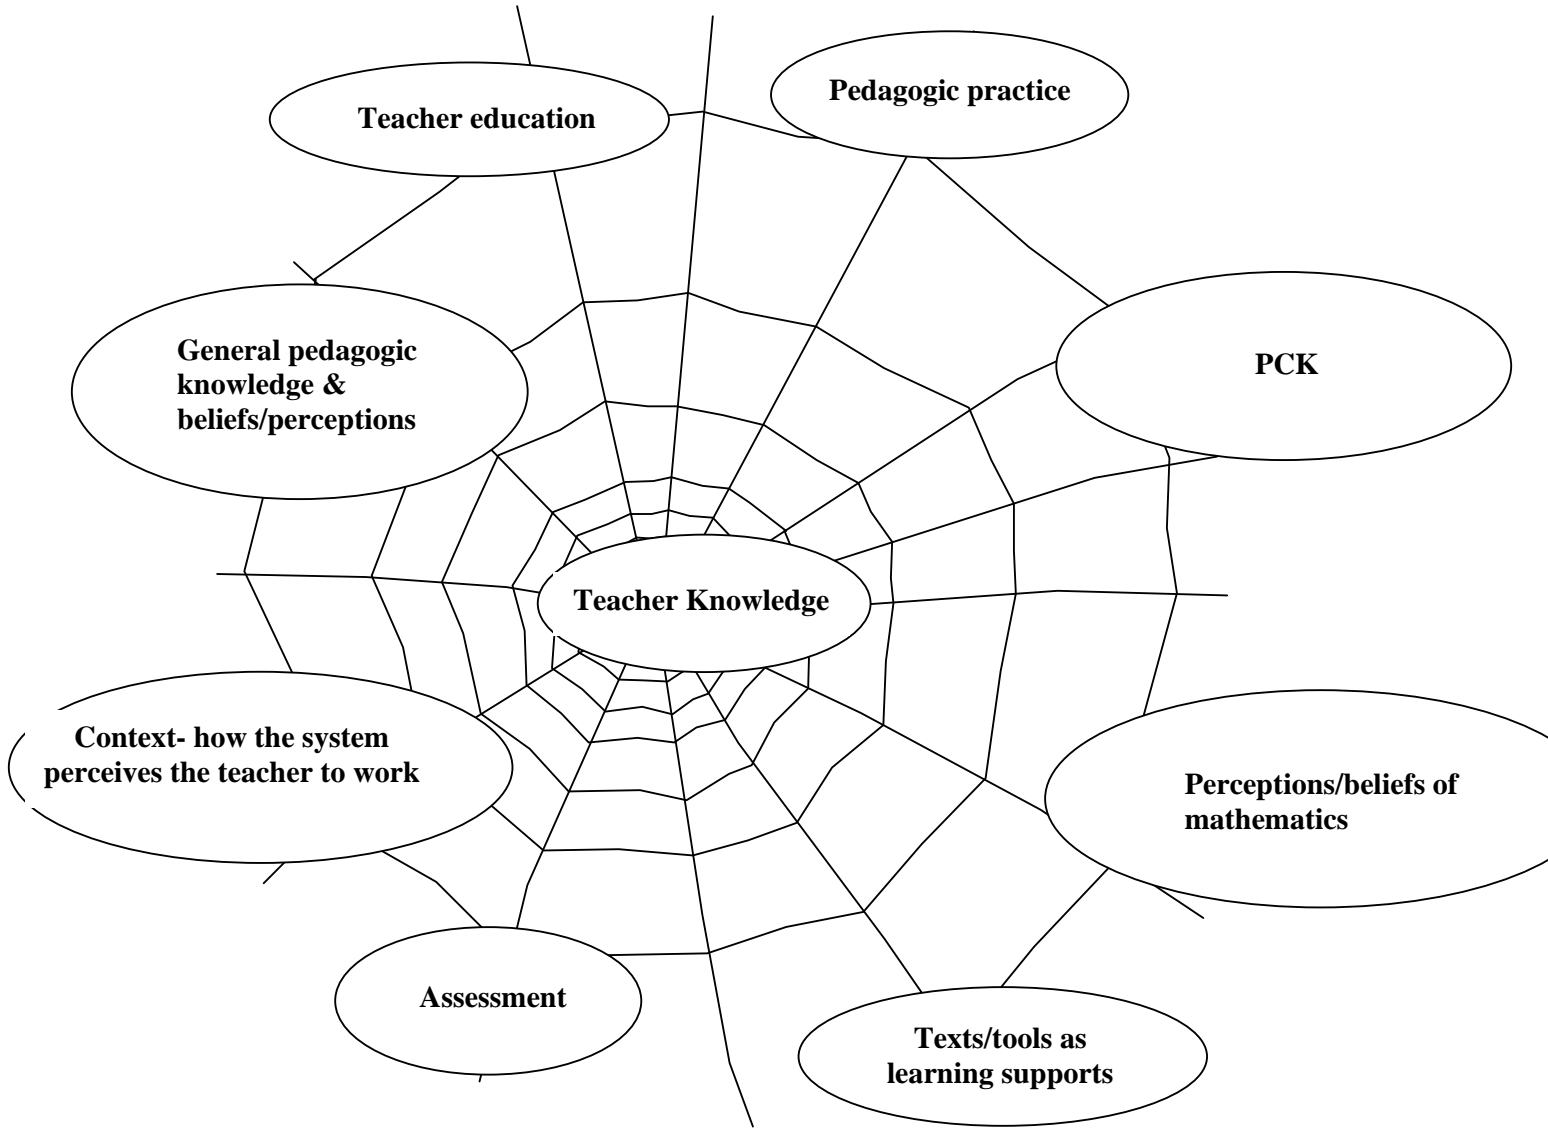 Teacher education
Pedagogic practice
General pedagogic
knowledge &
beliefs/perceptions
PCK
Teacher Knowledge
Context- how the system
perceives the teacher to work
Perceptions/beliefs of
mathematics
Assessment
Texts/tools as
learning supports